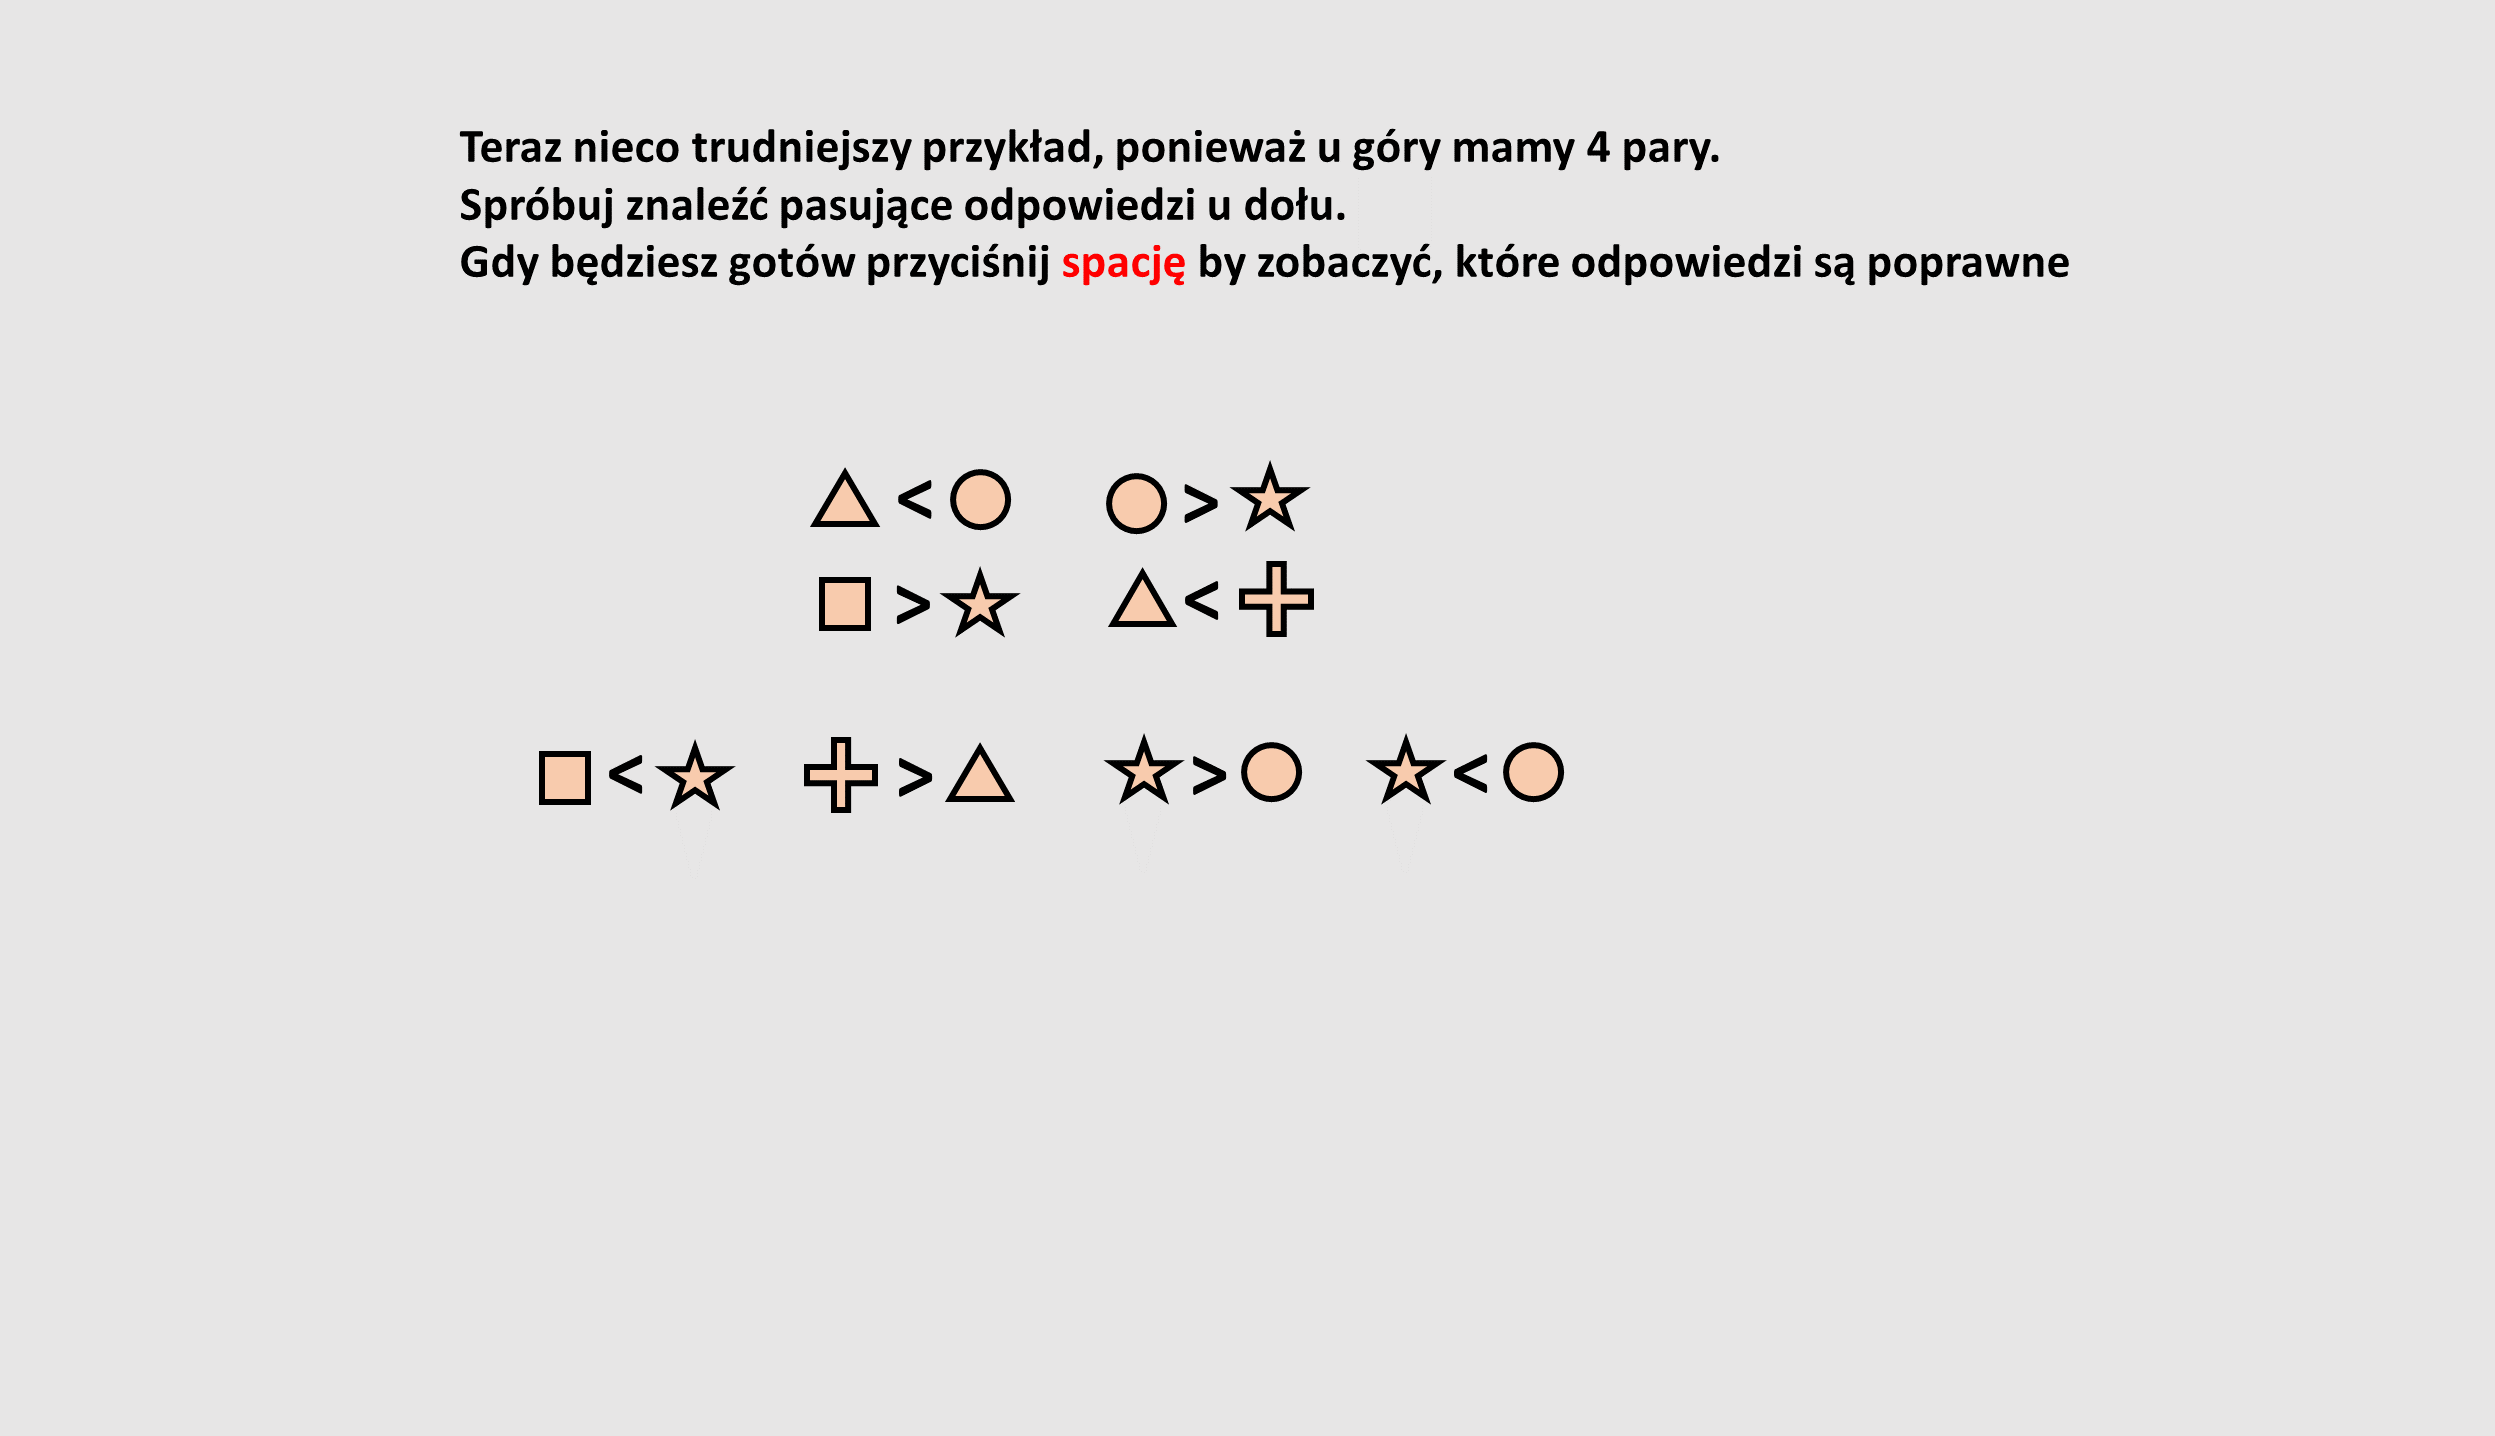 Teraz nieco trudniejszy przykład, ponieważ u góry mamy 4 pary.
Spróbuj znaleźć pasujące odpowiedzi u dołu.
Gdy będziesz gotów przyciśnij spację by zobaczyć, które odpowiedzi są poprawne
< >
> <
< > > <